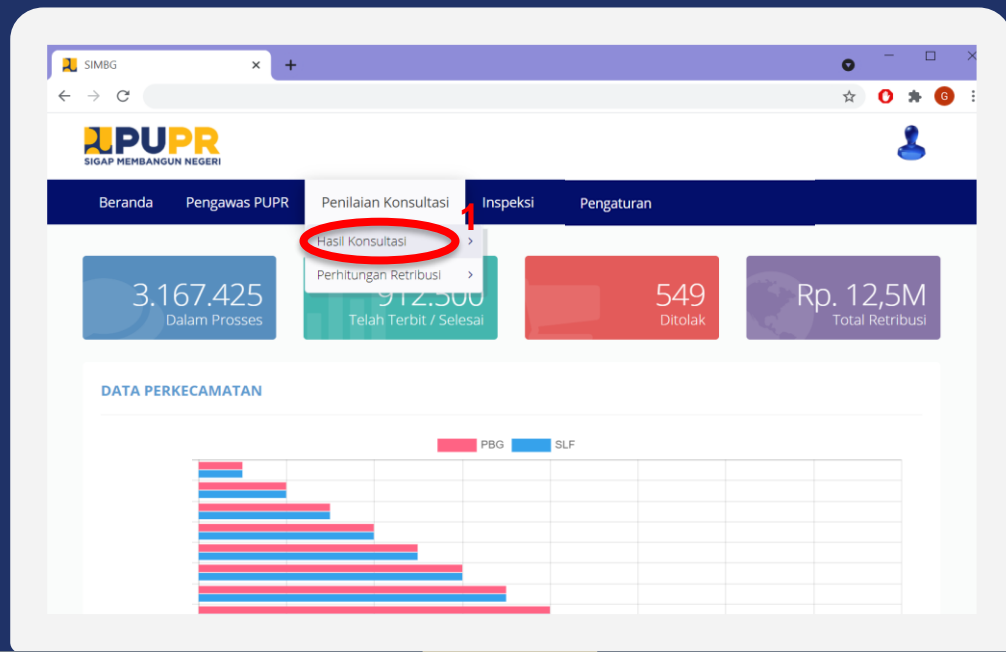 SIMBG
G
PUPR
SIGAP MEMBANGUN NEGERI
Beranda Pengawas PUPR Penilaian Konsultasi Inspeksi Pengaturan
1
Hasil Konsultasi
Perhitungan Retribusi
3.167.425
Dalam Prosses
912.500
Telah Terbit / Selesai
549
Ditolak
Rp. 12,5M
Total Retribusi
DATA PERKECAMATAN
PBG SLF